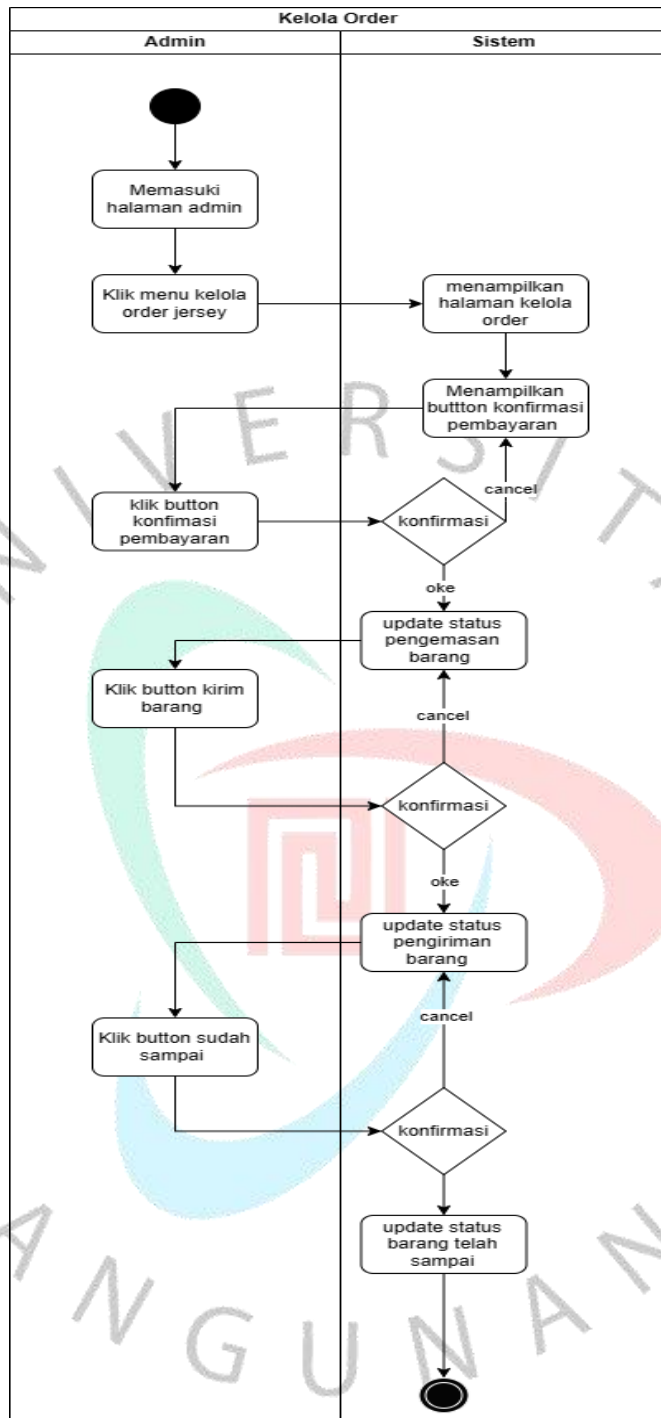 Kelola Order
Admin
Sistem
Memasuki
halaman admin
Klik menu kelola
order jersey
menampilkan
halaman kelola
order
Menampilkan
buttton konfirmasi
pembayaran
cancel
klik button
konfimasi
pembayaran
konfirmasi
oke
update status
pengemasan
barang
Klik button kirim
barang
cancel
konfirmasi
oke
update status
pengiriman
barang
Klik button sudah
sampai
cancel
konfirmasi
update status
barang telah
sampai
NIVERSITA
ANGUNAN